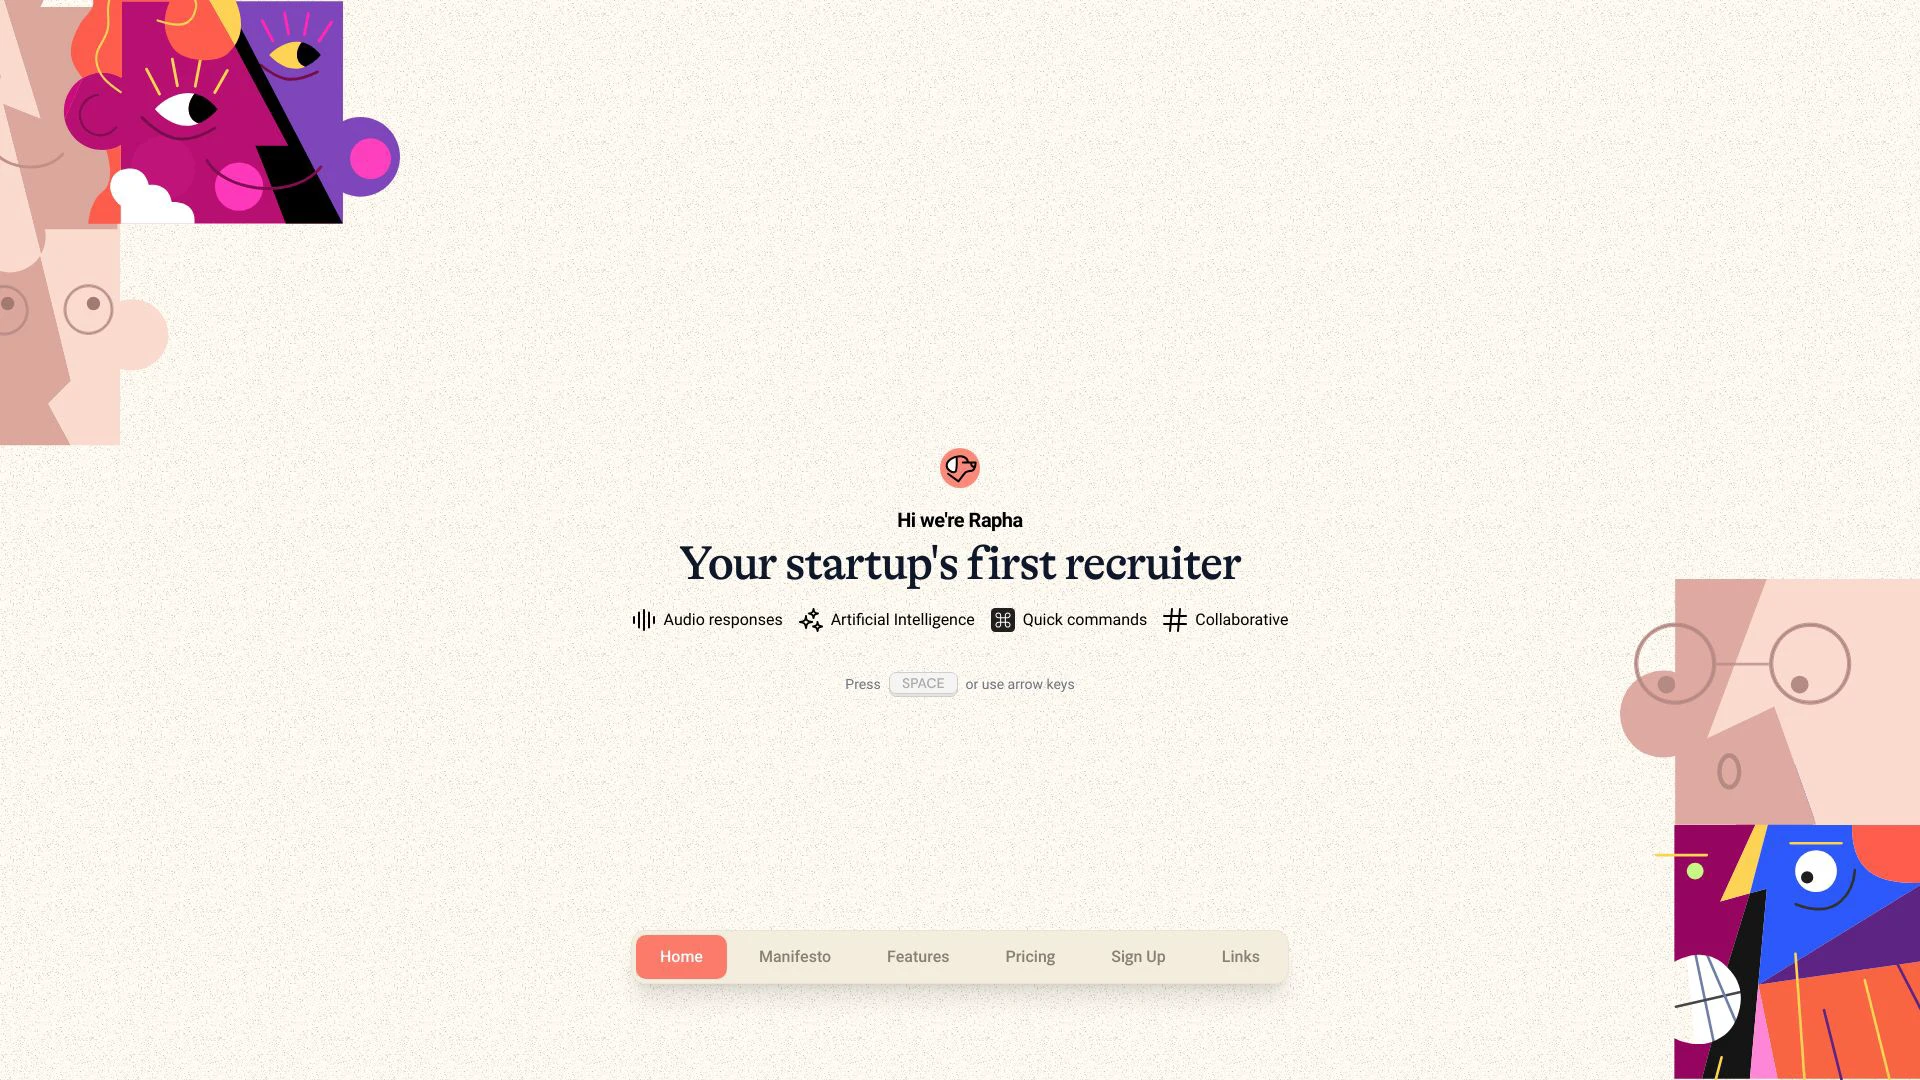 Hi we're Rapha
Your startup's first recruiter
Audio responses Artificial Intelligence Quick commands Collaborative
Press SPACE or use arrow keys
Home Manifesto Features Pricing Sign Up Links